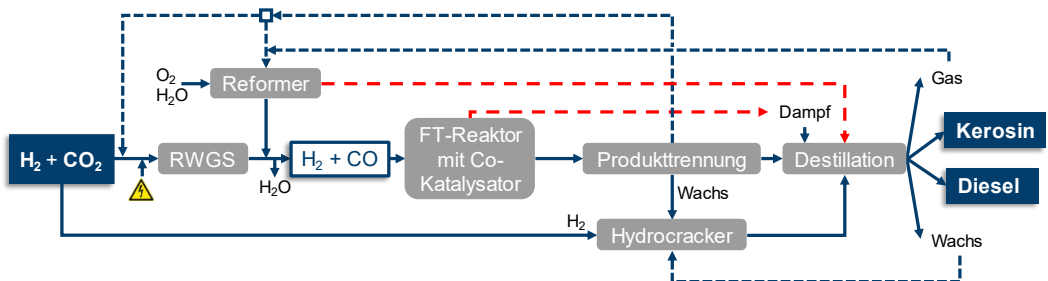 O₂
H₂O
Reformer
Gas
Dampf
H₂ + CO₂
RWGS
H₂O
H₂ + CO
FT-Reaktor
mit Co-
Katalysator
Produkttrennung
Destillation
Kerosin
Diesel
Wachs
H₂
Hydrocracker
Wachs